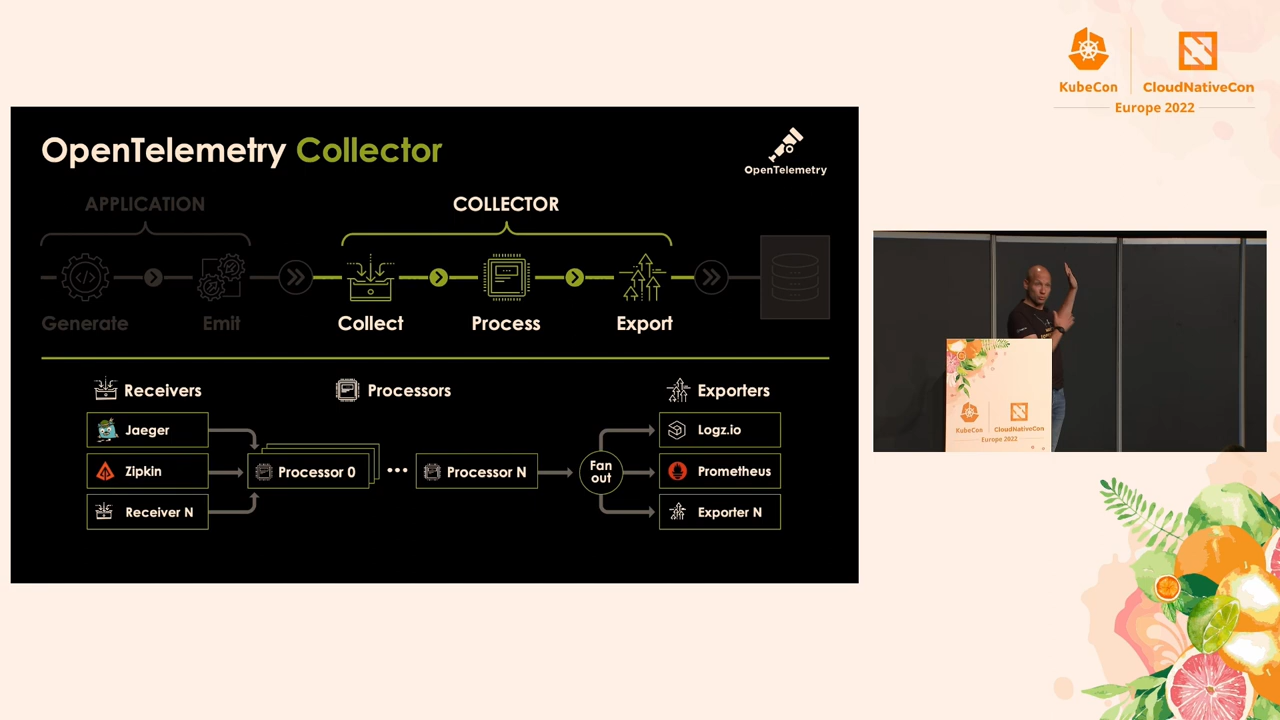 KubeCon
CloudNativeCon
Europe 2022
OpenTelemetry Collector
OpenTelemetry
APPLICATION
COLLECTOR
Generate
Emit
Collect
Process
Export
Receivers
Processors
Exporters
Jaeger
Zipkin
Receiver N
Processor 0
...
Processor N
Fan
out
Logz.io
Prometheus
Exporter N
KubeCon
CloudNativeCon
Europe 2022